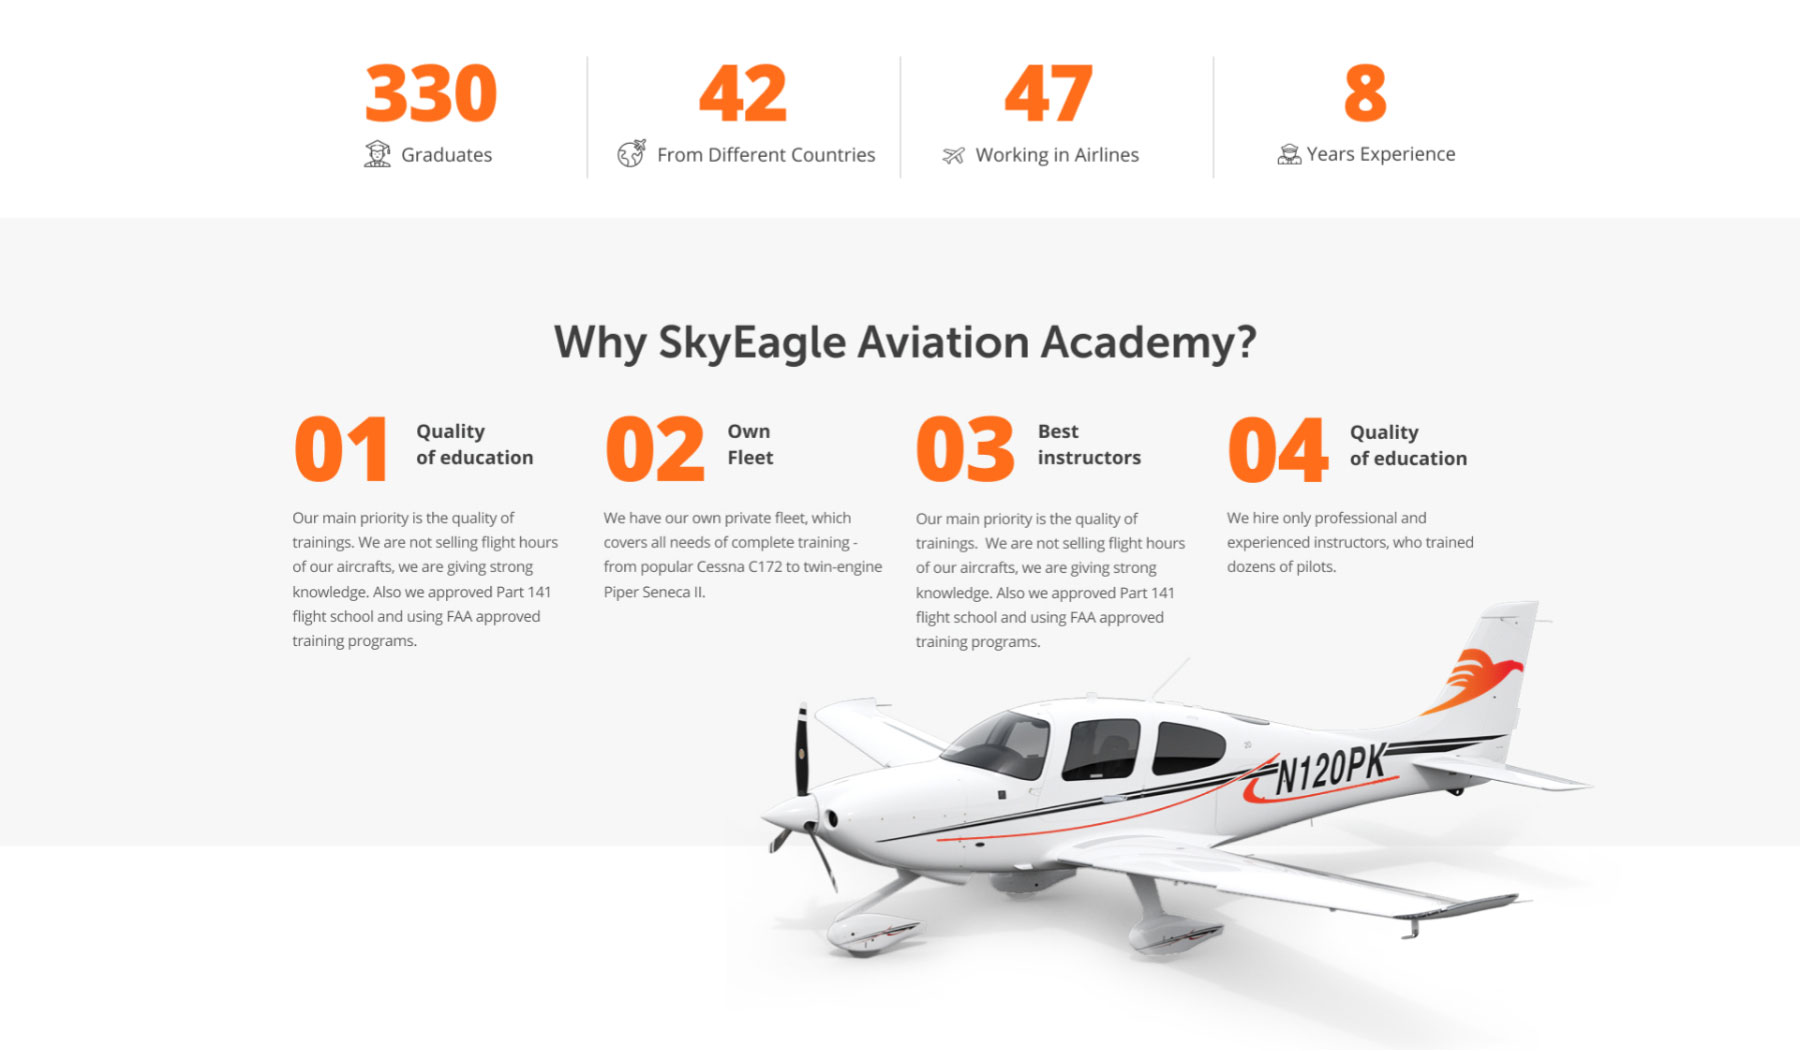 330
Graduates
42
From Different Countries
47
Working in Airlines
8
Years Experience
Why SkyEagle Aviation Academy?
01
Quality
of education
Our main priority is the quality of
trainings. We are not selling flight hours
of our aircrafts, we are giving strong
knowledge. Also we approved Part 141
flight school and using FAA approved
training programs.
02
Own
Fleet
We have our own private fleet, which
covers all needs of complete training -
from popular Cessna C172 to twin-engine
Piper Seneca II.
03
Best
instructors
Our main priority is the quality of
trainings.  We are not selling flight hours
of our aircrafts, we are giving strong
knowledge. Also we approved Part 141
flight school and using FAA approved
training programs.
04
Quality
of education
We hire only professional and
experienced instructors, who trained
dozens of pilots.
N120PK